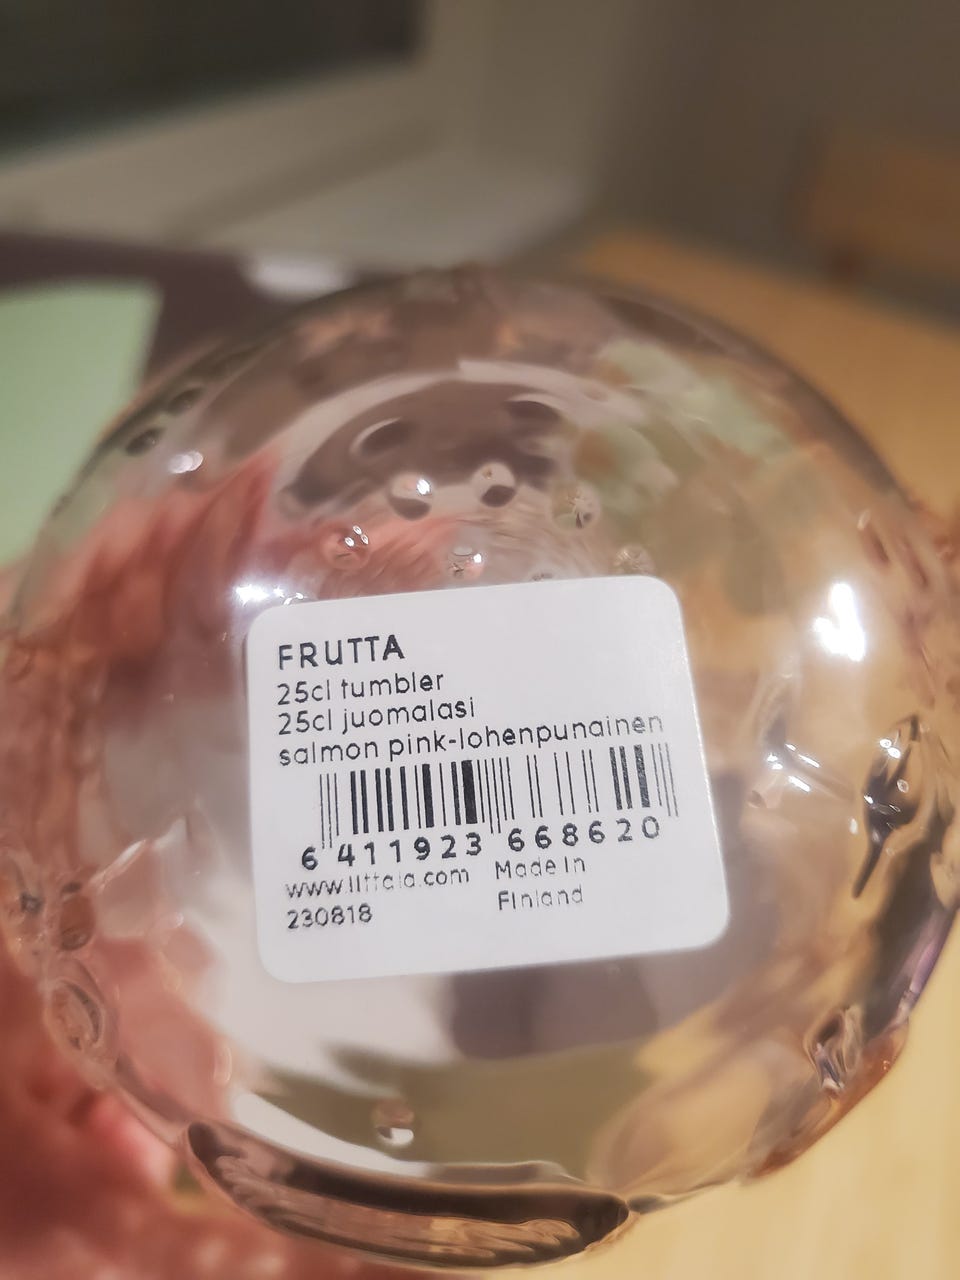 FRUTTA
25cl tumbler
25cl juomalasi
salmon pink-lohenpunainen
6 411923 668620
www.iittala.com Made in
230818 Finland